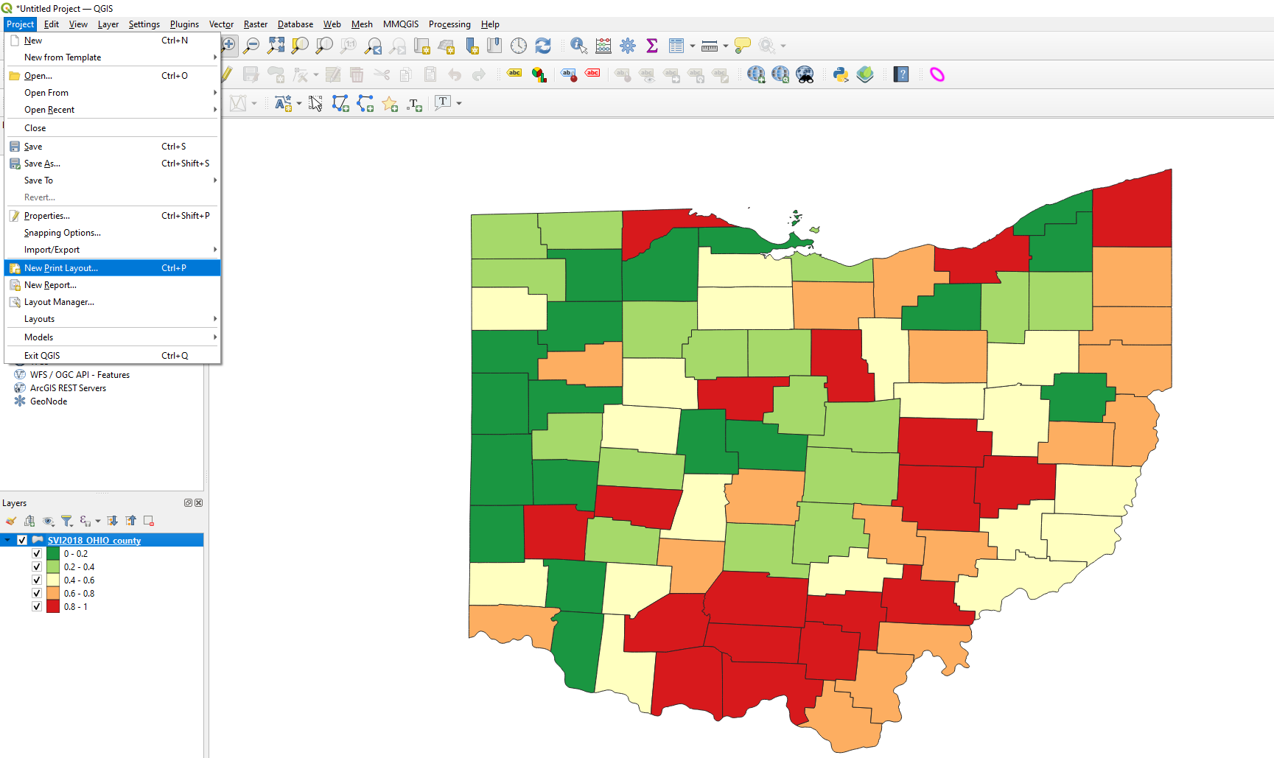 *Untitled Project — QGIS
Project Edit View Layer Settings Plugins Vector Raster Database Web Mesh MMQGIS Processing Help
New Ctrl+N
New from Template
Open... Ctrl+O
Open From
Open Recent
Close
Save Ctrl+S
Save As... Ctrl+Shift+S
Save To
Revert...
Properties... Ctrl+Shift+P
Snapping Options...
Import/Export
New Print Layout... Ctrl+P
New Report...
Layout Manager...
Layouts
Models
Exit QGIS Ctrl+Q
WFS / OGC API - Features
ArcGIS REST Servers
GeoNode
Layers
SVI2018_OHIO_county
0 - 0.2
0.2 - 0.4
0.4 - 0.6
0.6 - 0.8
0.8 - 1